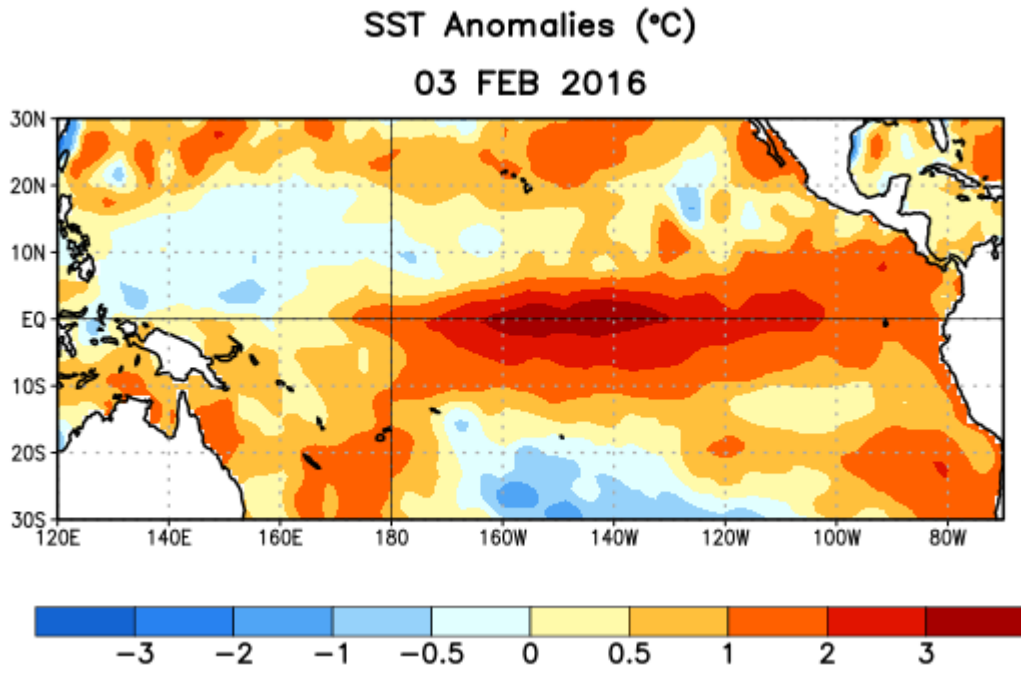 SST Anomalies (°C)
03 FEB 2016
30N
20N
10N
EQ
10S
20S
30S
120E 140E 160E 180 160W 140W 120W 100W 80W
−3 −2 −1 −0.5 0 0.5 1 2 3